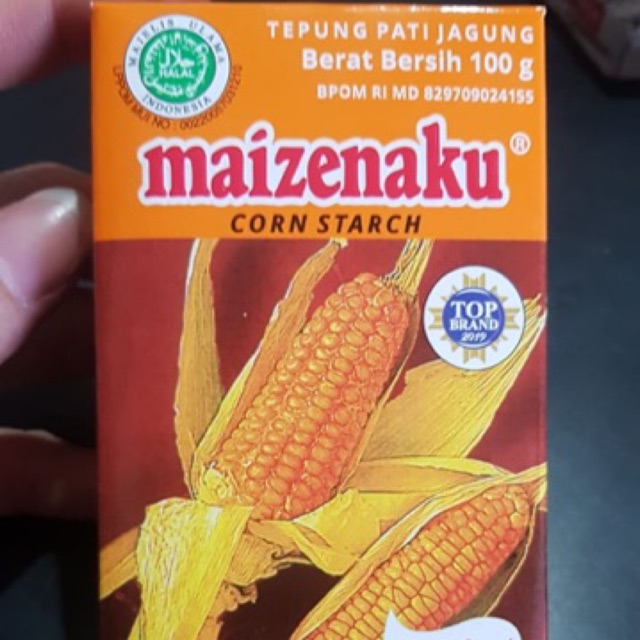 TEPUNG PATI JAGUNG
Berat Bersih 100 g
BPOM RI MD 829709024155
MAJELIS ULAMA
HALAL
INDONESIA
maizenaku®
CORN STARCH
TOP
BRAND
2019